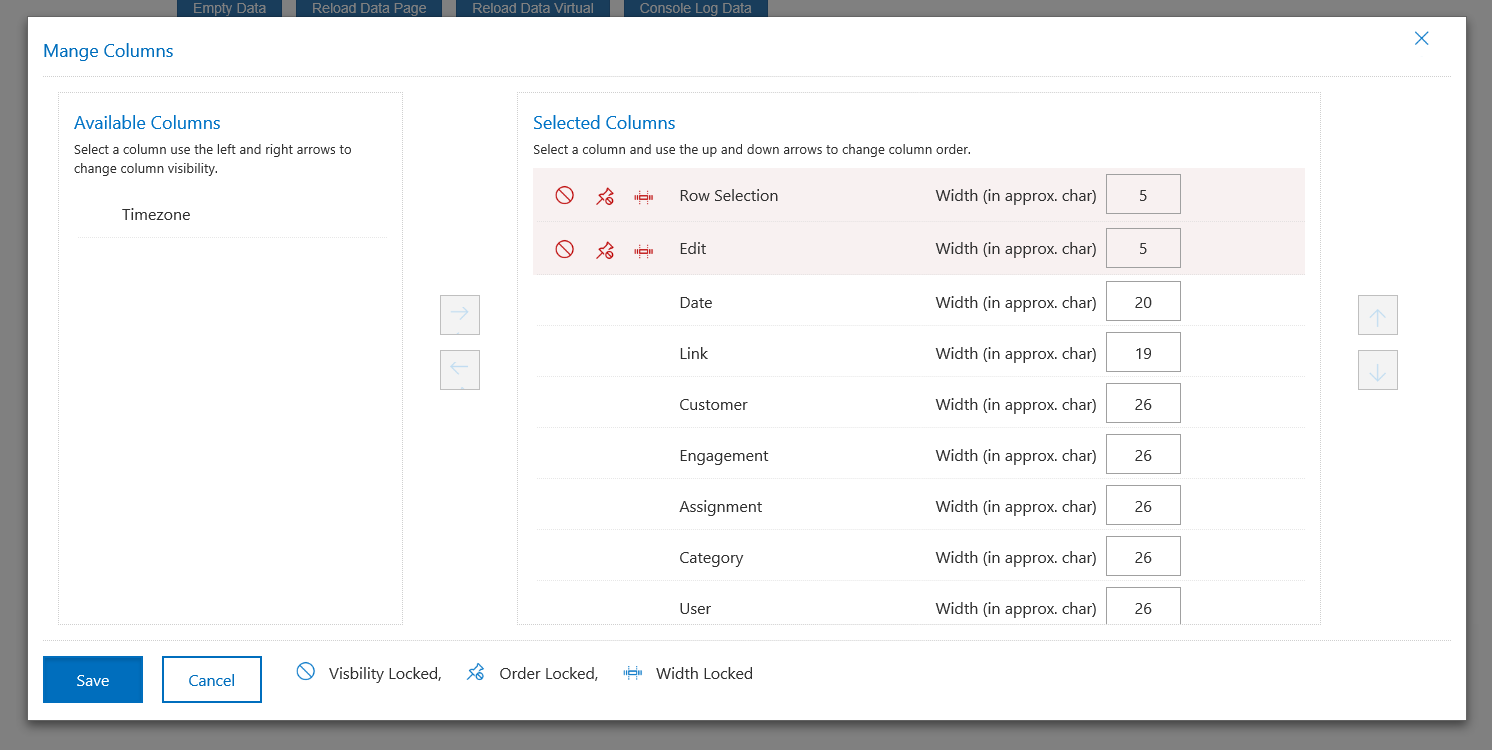 Empty Data Reload Data Page Reload Data Virtual Console Log Data
Mange Columns
Available Columns
Select a column use the left and right arrows to
change column visibility.
Timezone
Selected Columns
Select a column and use the up and down arrows to change column order.
Row Selection Width (in approx. char) 5
Edit Width (in approx. char) 5
Date Width (in approx. char) 20
Link Width (in approx. char) 19
Customer Width (in approx. char) 26
Engagement Width (in approx. char) 26
Assignment Width (in approx. char) 26
Category Width (in approx. char) 26
User Width (in approx. char) 26
Save Cancel Visbility Locked, Order Locked, Width Locked